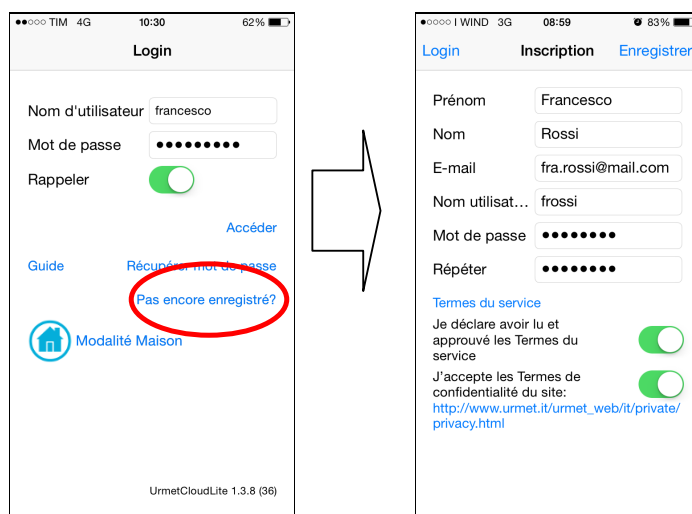 TIM 4G 10:30 62%
Login
Nom d'utilisateur francesco
Mot de passe
Rappeler
Accéder
Guide Récupérer mot de passe
Pas encore enregistré?
Modalité Maison
UrmetCloudLite 1.3.8 (36)
I WIND 3G 08:59 83%
Login Inscription Enregistrer
Prénom Francesco
Nom Rossi
E-mail fra.rossi@mail.com
Nom utilisat... frossi
Mot de passe
Répéter
Termes du service
Je déclare avoir lu et
approuvé les Termes du
service
J'accepte les Termes de
confidentialité du site:
http://www.urmet.it/urmet_web/it/private/
privacy.html